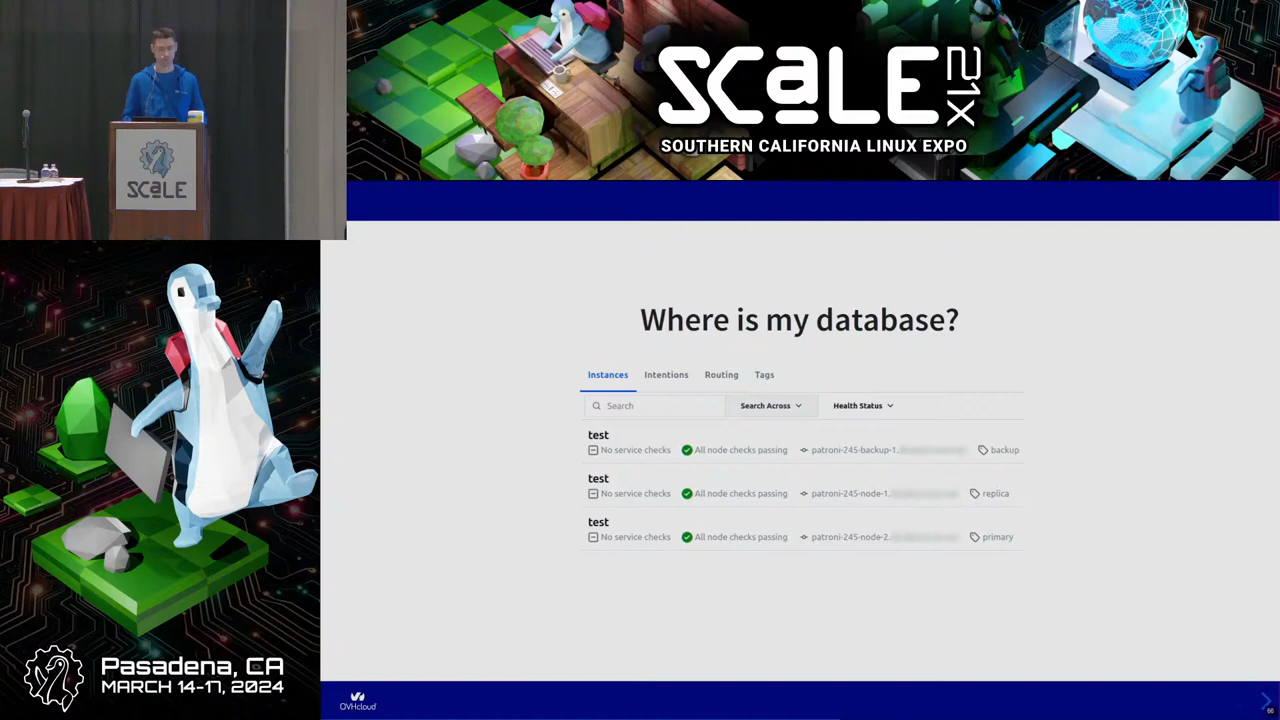 SCALE 21X
SOUTHERN CALIFORNIA LINUX EXPO
SCALE
Where is my database?
Instances Intentions Routing Tags
Search Search Across Health Status
test
No service checks All node checks passing patroni-245-backup-1. backup
test
No service checks All node checks passing patroni-245-node-1. replica
test
No service checks All node checks passing patroni-245-node-2. primary
Pasadena, CA
MARCH 14-17, 2024
OVHcloud
66